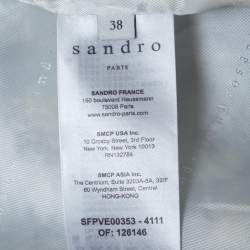 38
sandro
PARIS
SANDRO FRANCE
150 boulevard Haussmann
75008 Paris
www.sandro-paris.com
SMCP USA Inc.
10 Crosby Street, 3rd Floor
New York, New York 10013
RN132784
SMCP ASIA Inc.
The Centrium, Suite 3203A-5A, 32/F
60 Wyndham Street, Central
HONG-KONG
SFPVE00353 - 4111
OF: 126146